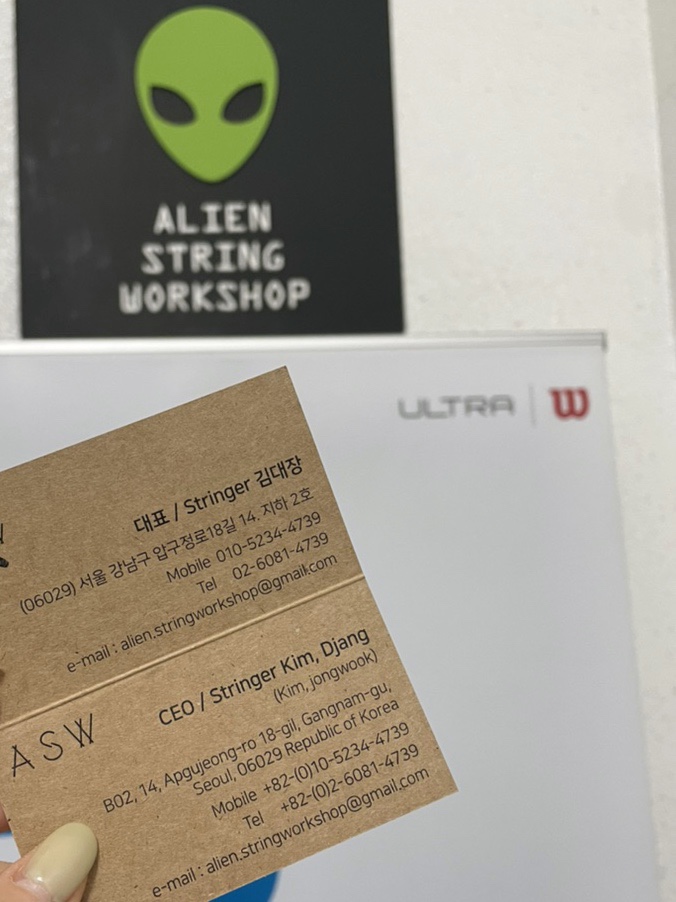 ALIEN
STRING
WORKSHOP
ULTRA W
대표 / Stringer 김대장
(06029) 서울 강남구 압구정로18길 14. 지하 2호
Mobile 010-5234-4739
Tel 02-6081-4739
e-mail : alien.stringworkshop@gmail.com
ASW
CEO / Stringer Kim, Djang
(Kim, jongwook)
B02, 14, Apgujeong-ro 18-gil, Gangnam-gu,
Seoul, 06029 Republic of Korea
Mobile +82-(0)10-5234-4739
Tel +82-(0)2-6081-4739
e-mail : alien.stringworkshop@gmail.com